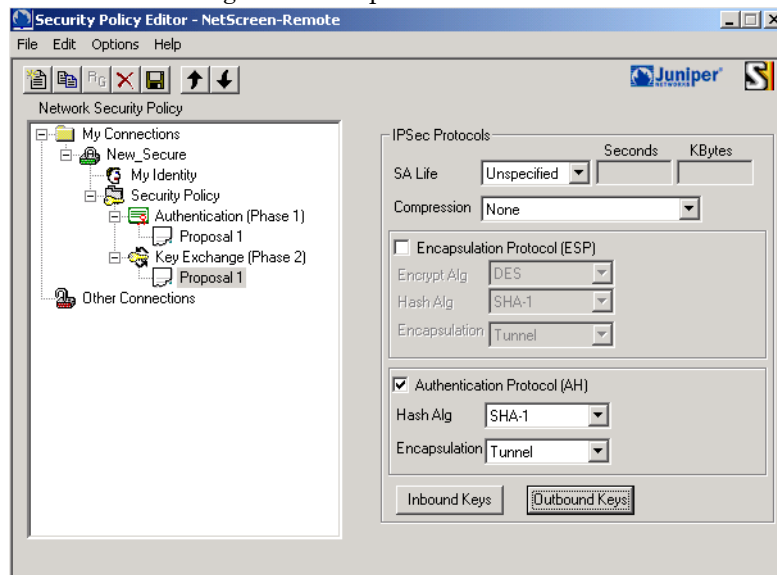 Security Policy Editor - NetScreen-Remote
File Edit Options Help
Juniper
NETWORKS
Network Security Policy
My Connections
New_Secure
My Identity
Security Policy
Authentication (Phase 1)
Proposal 1
Key Exchange (Phase 2)
Proposal 1
Other Connections
IPSec Protocols
Seconds KBytes
SA Life Unspecified
Compression None
Encapsulation Protocol (ESP)
Encrypt Alg DES
Hash Alg SHA-1
Encapsulation Tunnel
Authentication Protocol (AH)
Hash Alg SHA-1
Encapsulation Tunnel
Inbound Keys Outbound Keys